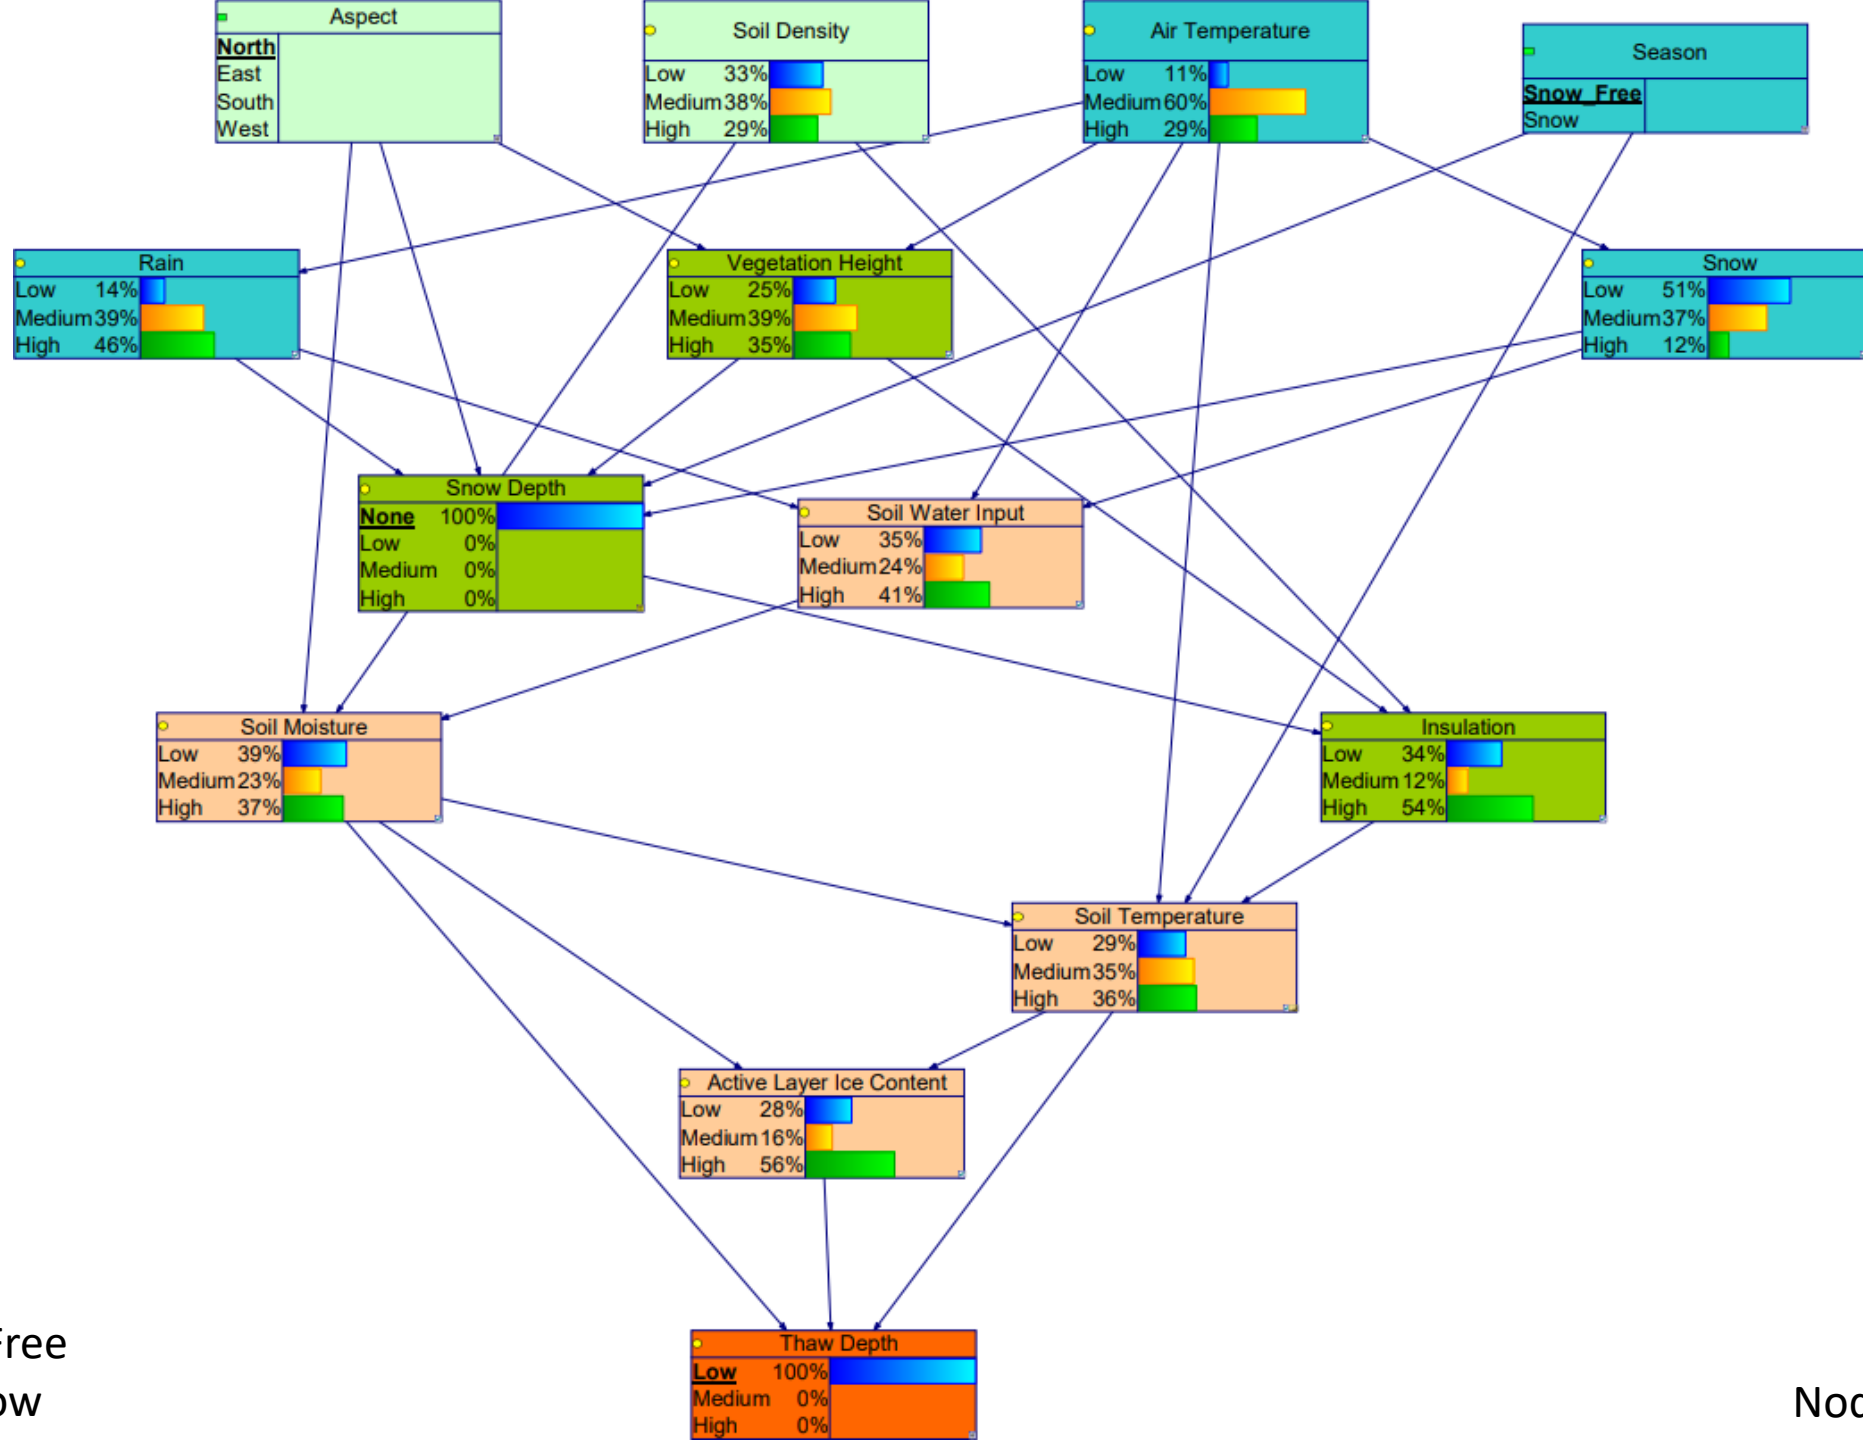 Aspect
North
East
South
West
Soil Density
Low 33%
Medium 38%
High 29%
Air Temperature
Low 11%
Medium 60%
High 29%
Season
Snow_Free
Snow
Rain
Low 14%
Medium 39%
High 46%
Vegetation Height
Low 25%
Medium 39%
High 35%
Snow
Low 51%
Medium 37%
High 12%
Snow Depth
None 100%
Low 0%
Medium 0%
High 0%
Soil Water Input
Low 35%
Medium 24%
High 41%
Soil Moisture
Low 39%
Medium 23%
High 37%
Insulation
Low 34%
Medium 12%
High 54%
Soil Temperature
Low 29%
Medium 35%
High 36%
Active Layer Ice Content
Low 28%
Medium 16%
High 56%
Thaw Depth
Low 100%
Medium 0%
High 0%